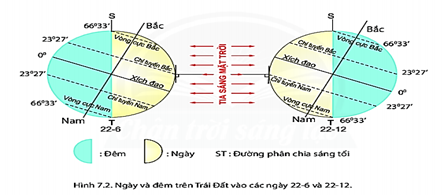 S
Bắc
66°33'
Vòng cực Bắc
23°27'
Chí tuyến Bắc
0°
Xích đạo
23°27'
Chí tuyến Nam
66°33'
Vòng cực Nam
Nam
T
22-6
TIA SÁNG MẶT TRỜI
S
Bắc
Vòng cực Bắc
66°33'
Chí tuyến Bắc
23°27'
Xích đạo
0°
Chí tuyến Nam
23°27'
Vòng cực Nam
66°33'
Nam
T
22-12
: Đêm
: Ngày
ST : Đường phân chia sáng tối
Hình 7.2. Ngày và đêm trên Trái Đất vào các ngày 22-6 và 22-12.